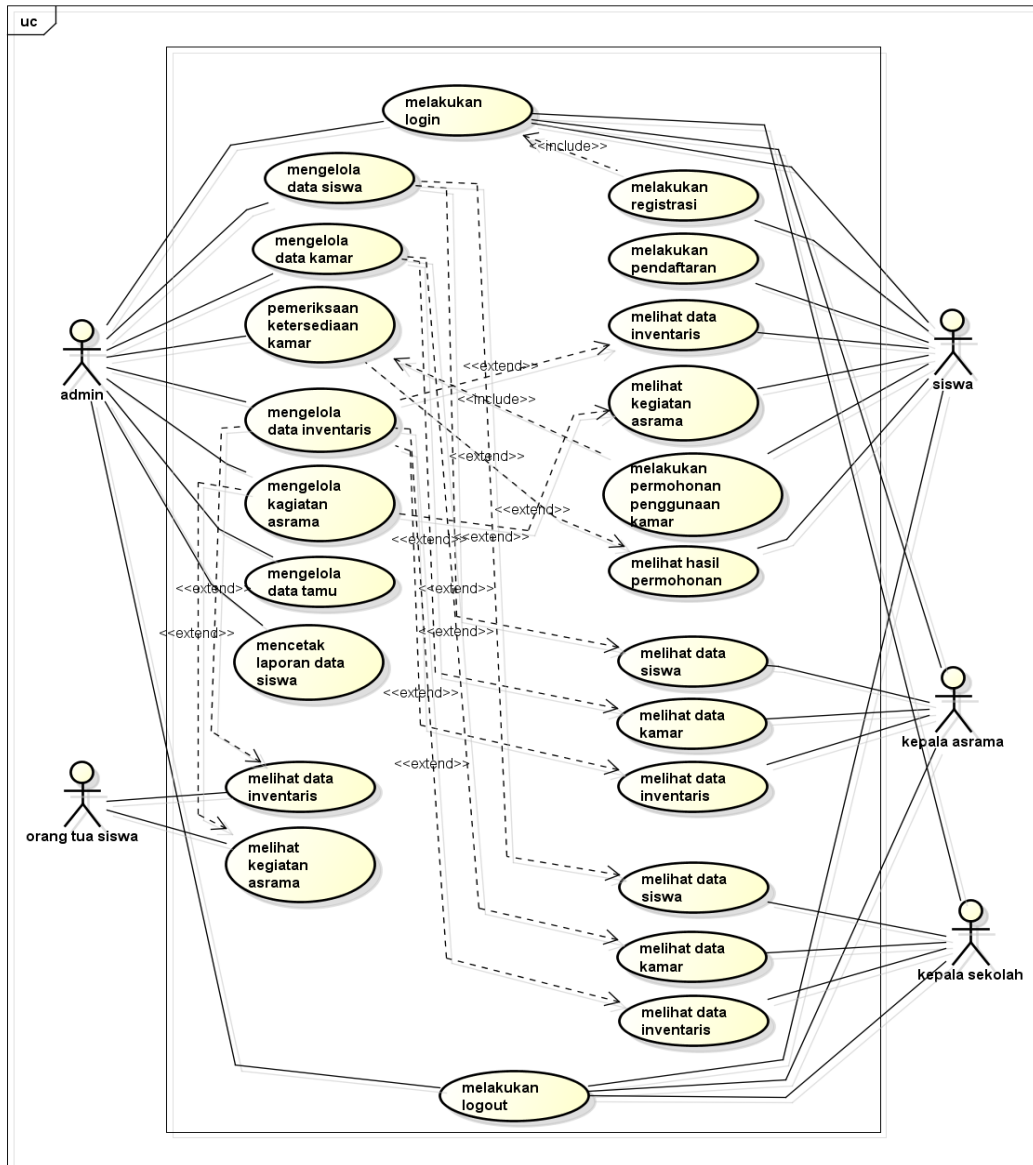 uc
melakukan
login
<<include>>
mengelola
data siswa
melakukan
registrasi
mengelola
data kamar
melakukan
pendaftaran
pemeriksaan
ketersediaan
kamar
melihat data
inventaris
<<extend>>
admin
siswa
mengelola
data inventaris
<<include>>
melihat
kegiatan
asrama
<<extend>>
<<extend>>
melakukan
permohonan
penggunaan
kamar
mengelola
kagiatan
asrama
<<extend>>
<<extend>>
<<extend>>
melihat hasil
permohonan
mengelola
data tamu
<<extend>>
<<extend>>
<<extend>>
<<extend>>
mencetak
laporan data
siswa
melihat data
siswa
<<extend>>
melihat data
kamar
kepala asrama
<<extend>>
melihat data
inventaris
melihat data
inventaris
orang tua siswa
melihat
kegiatan
asrama
melihat data
siswa
melihat data
kamar
kepala sekolah
melihat data
inventaris
melakukan
logout